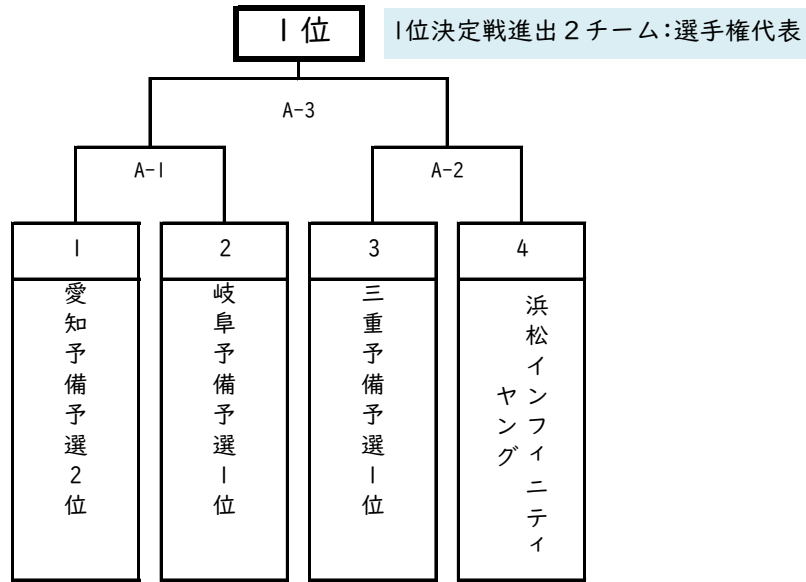 1位
1位決定戦進出2チーム:選手権代表
A-3
A-1
A-2
1
2
3
4
愛知予備予選2位
岐阜予備予選1位
三重予備予選1位
浜松インフィニティ
ヤング